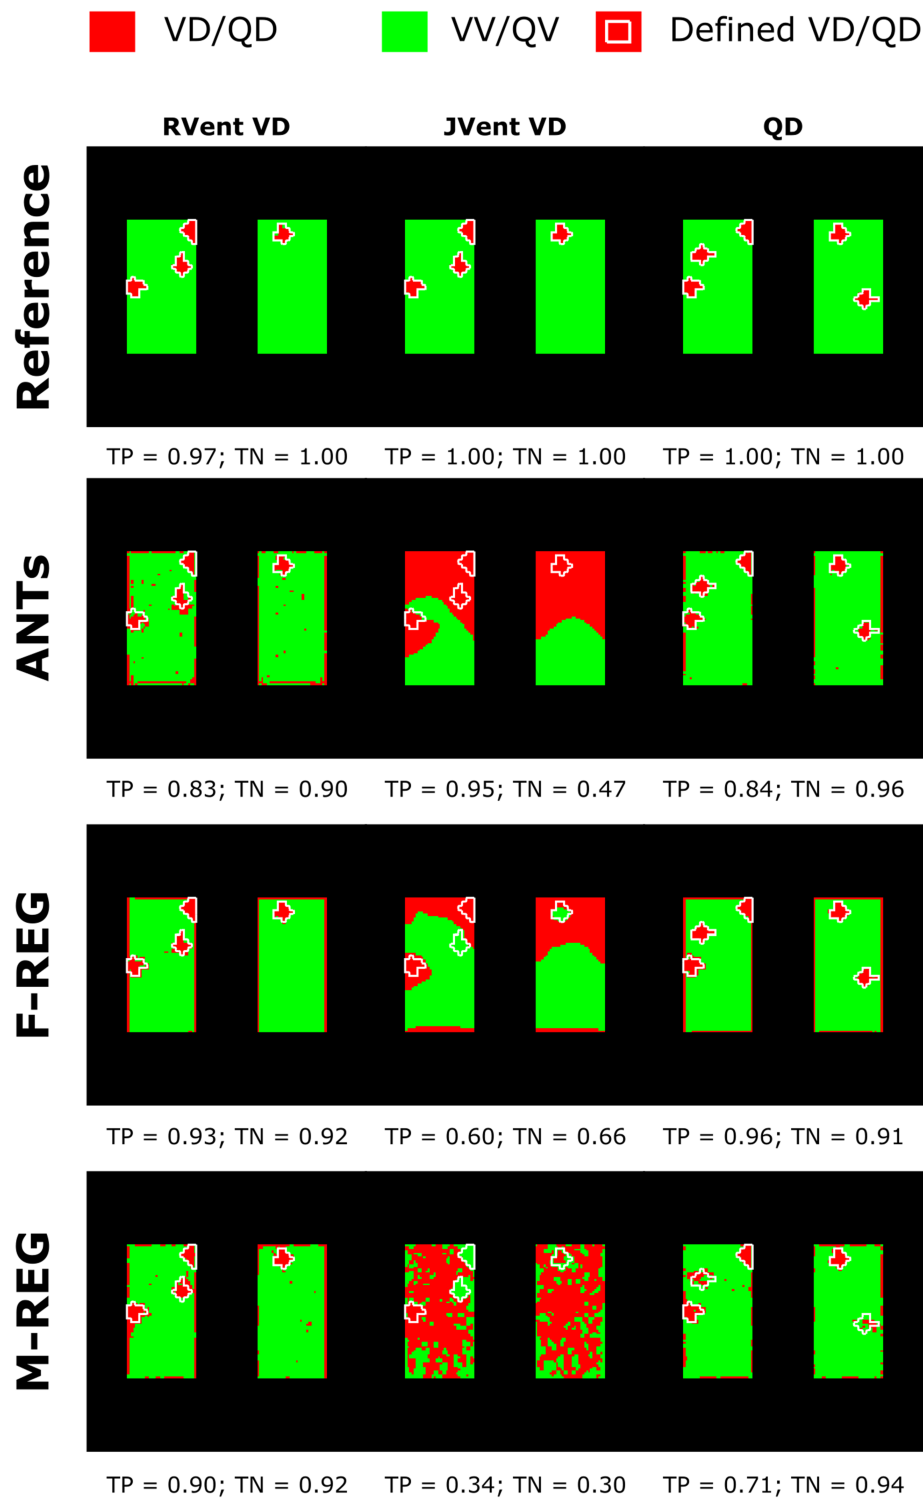 VD/QD VV/QV Defined VD/QD
RVent VD JVent VD QD
Reference
TP = 0.97; TN = 1.00 TP = 1.00; TN = 1.00 TP = 1.00; TN = 1.00
ANTs
TP = 0.83; TN = 0.90 TP = 0.95; TN = 0.47 TP = 0.84; TN = 0.96
F-REG
TP = 0.93; TN = 0.92 TP = 0.60; TN = 0.66 TP = 0.96; TN = 0.91
M-REG
TP = 0.90; TN = 0.92 TP = 0.34; TN = 0.30 TP = 0.71; TN = 0.94